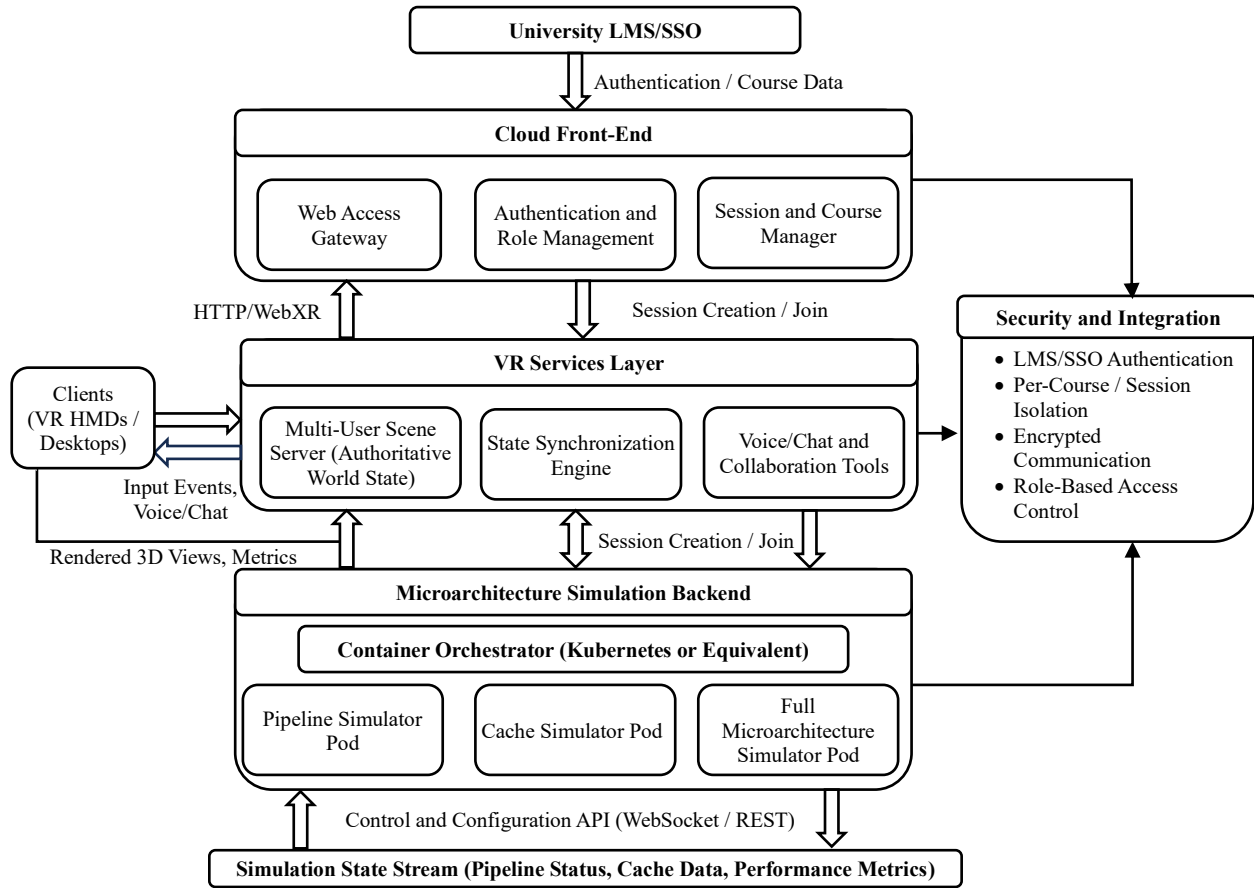 University LMS/SSO
Authentication / Course Data
Cloud Front-End
Web Access
Gateway
Authentication and
Role Management
Session and Course
Manager
HTTP/WebXR
Session Creation / Join
Security and Integration
• LMS/SSO Authentication
• Per-Course / Session
Isolation
• Encrypted
Communication
• Role-Based Access
Control
VR Services Layer
Clients
(VR HMDs /
Desktops)
Multi-User Scene
Server (Authoritative
World State)
State Synchronization
Engine
Voice/Chat and
Collaboration Tools
Input Events,
Voice/Chat
Rendered 3D Views, Metrics
Session Creation / Join
Microarchitecture Simulation Backend
Container Orchestrator (Kubernetes or Equivalent)
Pipeline Simulator
Pod
Cache Simulator Pod
Full
Microarchitecture
Simulator Pod
Control and Configuration API (WebSocket / REST)
Simulation State Stream (Pipeline Status, Cache Data, Performance Metrics)